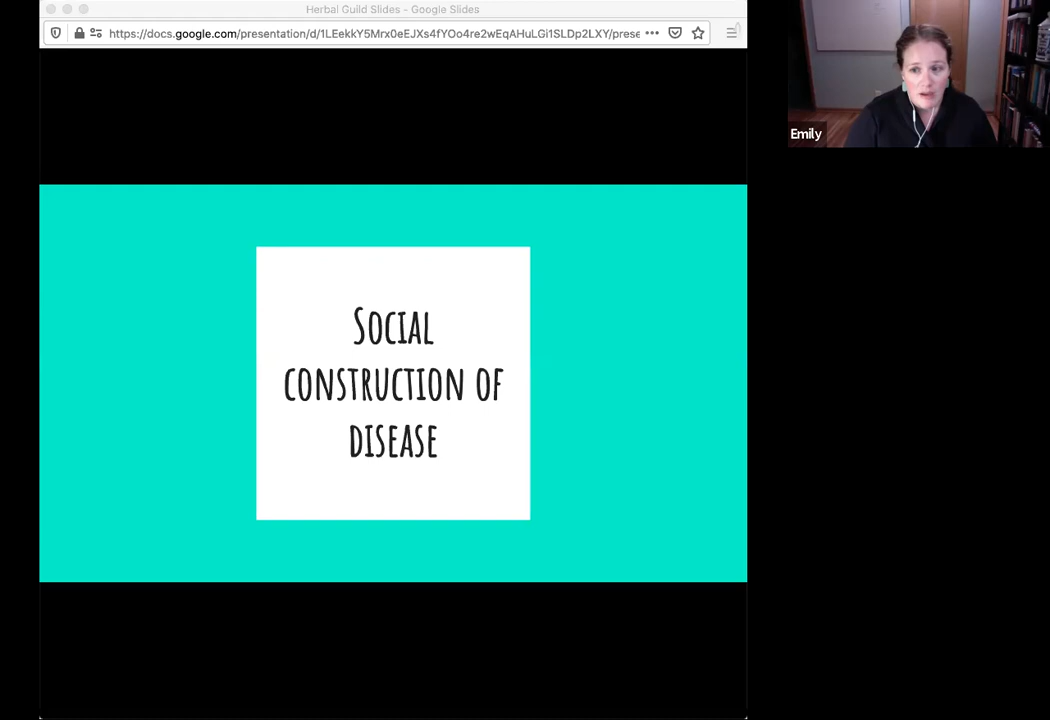 Herbal Guild Slides - Google Slides
https://docs.google.com/presentation/d/1LEekkY5Mrx0eEJXs4fYOo4re2wEqAHuLGi1SLDp2LXY/prese
Emily
Social
construction of
disease